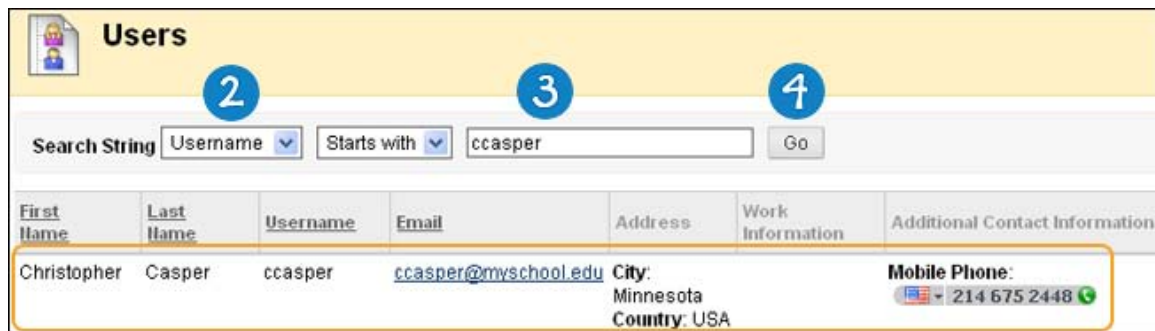 Users
2 3 4
Search String Username Starts with ccasper Go
First Name Last Name Username Email Address Work Information Additional Contact Information
Christopher Casper ccasper ccasper@myschool.edu City: Mobile Phone:
Minnesota 214 675 2448
Country: USA